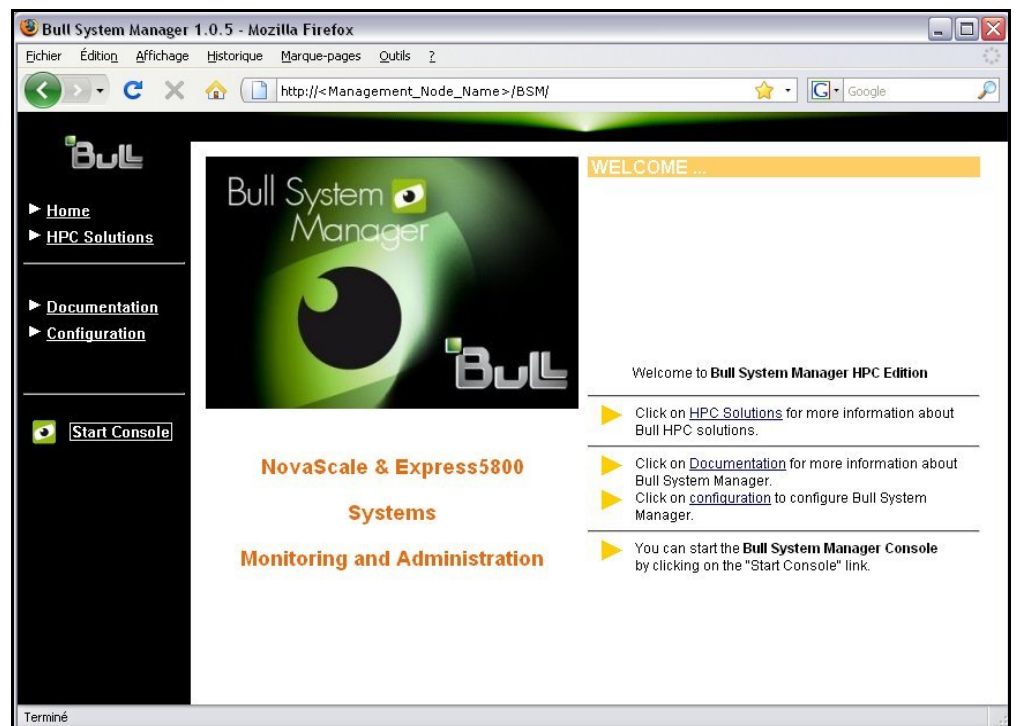 Bull System Manager 1.0.5 - Mozilla Firefox
Fichier Édition Affichage Historique Marque-pages Outils ?
http://<Management_Node_Name>/BSM/
G Google
Bull
Home
HPC Solutions
Documentation
Configuration
Start Console
Bull System
Manager
Bull
NovaScale & Express5800
Systems
Monitoring and Administration
WELCOME ...
Welcome to Bull System Manager HPC Edition
Click on HPC Solutions for more information about
Bull HPC solutions.
Click on Documentation for more information about
Bull System Manager.
Click on configuration to configure Bull System
Manager.
You can start the Bull System Manager Console
by clicking on the "Start Console" link.
Terminé